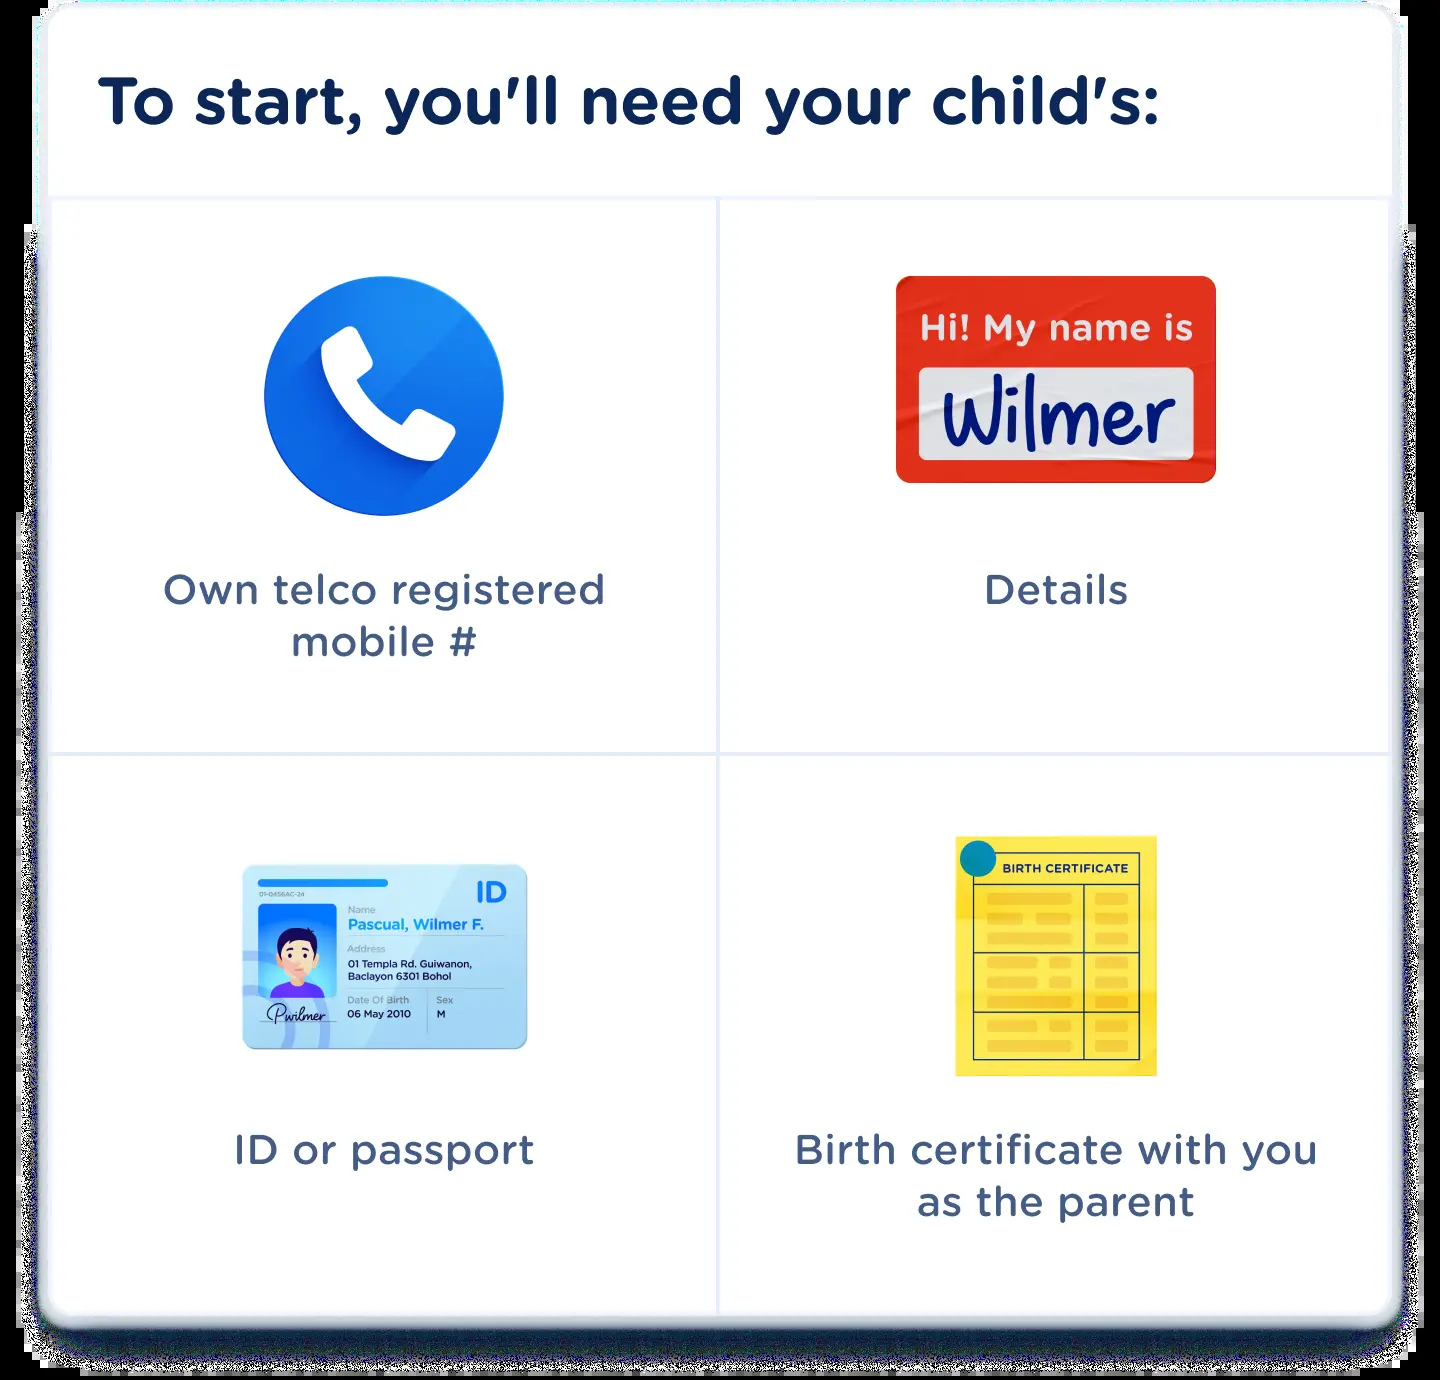 To start, you'll need your child's:
Hi! My name is
Wilmer
Own telco registered
mobile #
Details
01-0456AC-24
ID
Name
Pascual, Wilmer F.
Address
01 Templa Rd. Guiwanon,
Baclayon 6301 Bohol
Date Of Birth
Sex
06 May 2010
M
Pwilmer
BIRTH CERTIFICATE
ID or passport
Birth certificate with you
as the parent